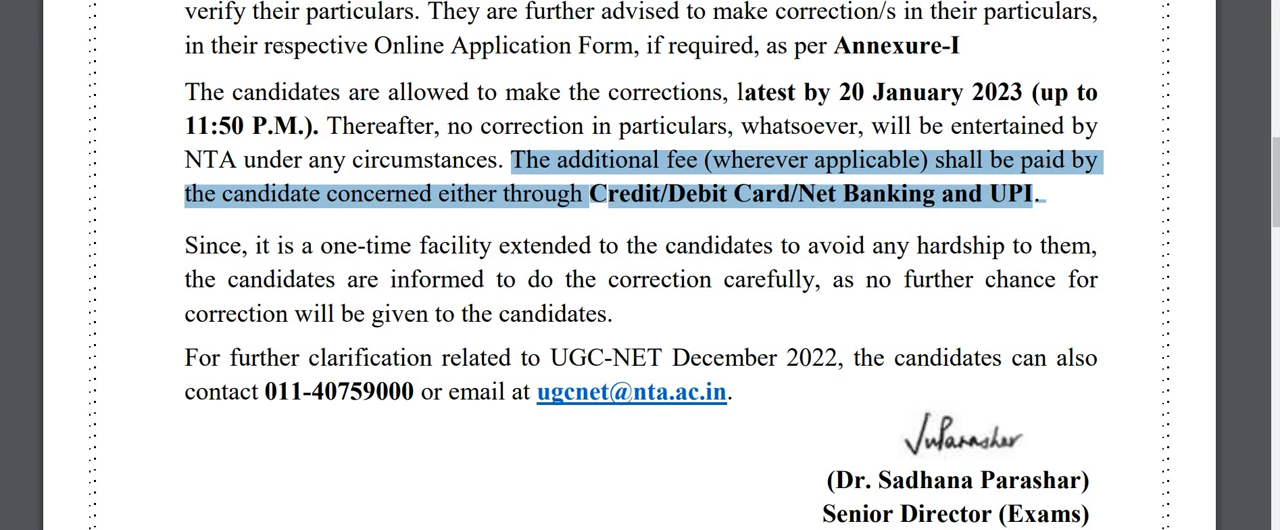 verify their particulars. They are further advised to make correction/s in their particulars,
in their respective Online Application Form, if required, as per Annexure-I
The candidates are allowed to make the corrections, latest by 20 January 2023 (up to
11:50 P.M.). Thereafter, no correction in particulars, whatsoever, will be entertained by
NTA under any circumstances. The additional fee (wherever applicable) shall be paid by
the candidate concerned either through Credit/Debit Card/Net Banking and UPI.
Since, it is a one-time facility extended to the candidates to avoid any hardship to them,
the candidates are informed to do the correction carefully, as no further chance for
correction will be given to the candidates.
For further clarification related to UGC-NET December 2022, the candidates can also
contact 011-40759000 or email at ugcnet@nta.ac.in.
(Dr. Sadhana Parashar)
Senior Director (Exams)